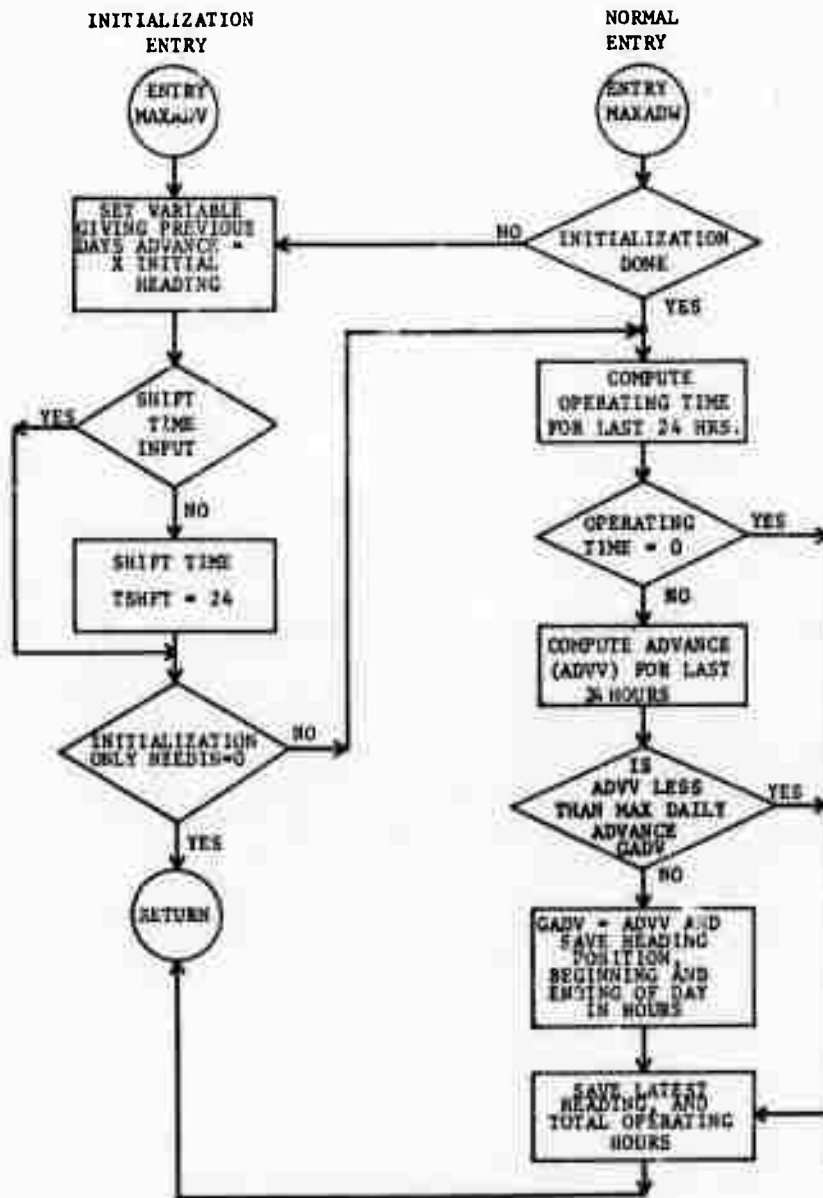 INITIALIZATION
ENTRY
ENTRY
MAXADV
SET VARIABLE
GIVING PREVIOUS
DAYS ADVANCE =
X INITIAL
HEADING
SHIFT
TIME
INPUT
YES
NO
SHIFT TIME
TSHFT = 24
INITIALIZATION
ONLY NEEDIN=0
NO
YES
RETURN
NORMAL
ENTRY
ENTRY
MAXADW
INITIALIZATION
DONE
NO
YES
COMPUTE
OPERATING TIME
FOR LAST 24 HRS.
OPERATING
TIME = 0
YES
NO
COMPUTE ADVANCE
(ADVV) FOR LAST
24 HOURS
IS
ADVV LESS
THAN MAX DAILY
ADVANCE
GADV
YES
NO
GADV = ADVV AND
SAVE HEADING
POSITION,
BEGINNING AND
ENDING OF DAY
IN HOURS
SAVE LATEST
HEADING, AND
TOTAL OPERATING
HOURS